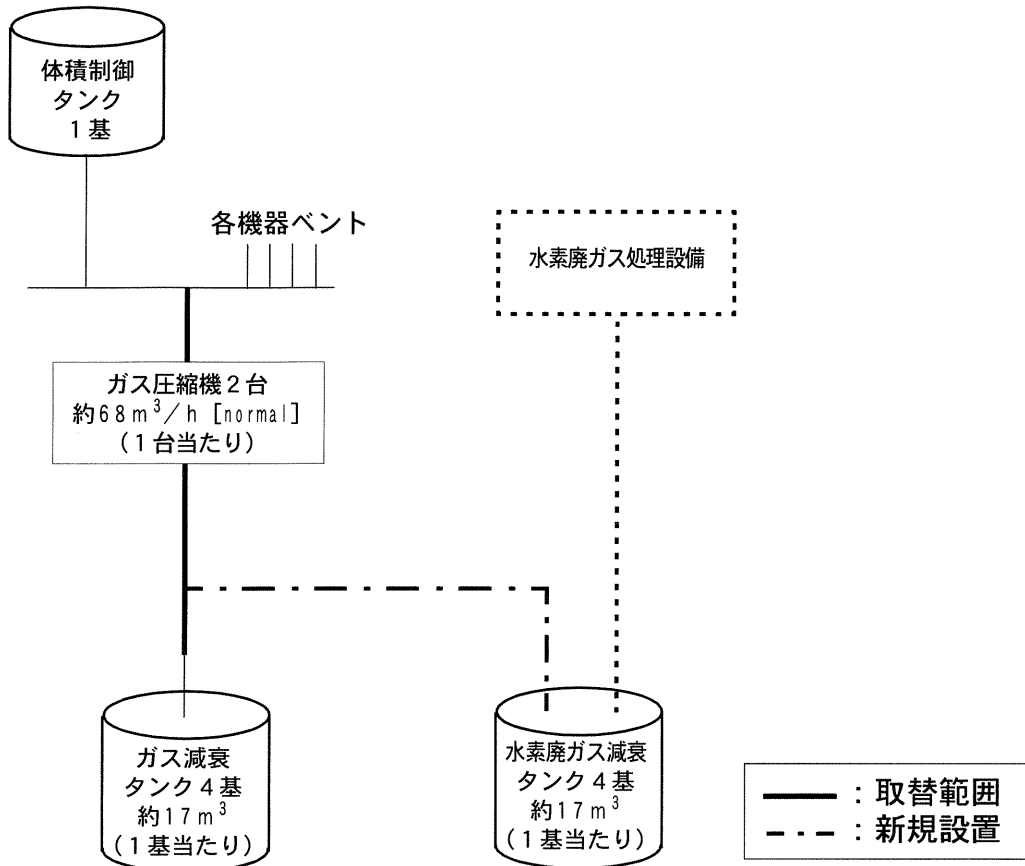 体積制御
タンク
1基
各機器ベント
水素廃ガス処理設備
ガス圧縮機2台
約68m³/h [normal]
(1台当たり)
ガス減衰
タンク4基
約17m³
(1基当たり)
水素廃ガス減衰
タンク4基
約17m³
(1基当たり)
:取替範囲
:新規設置